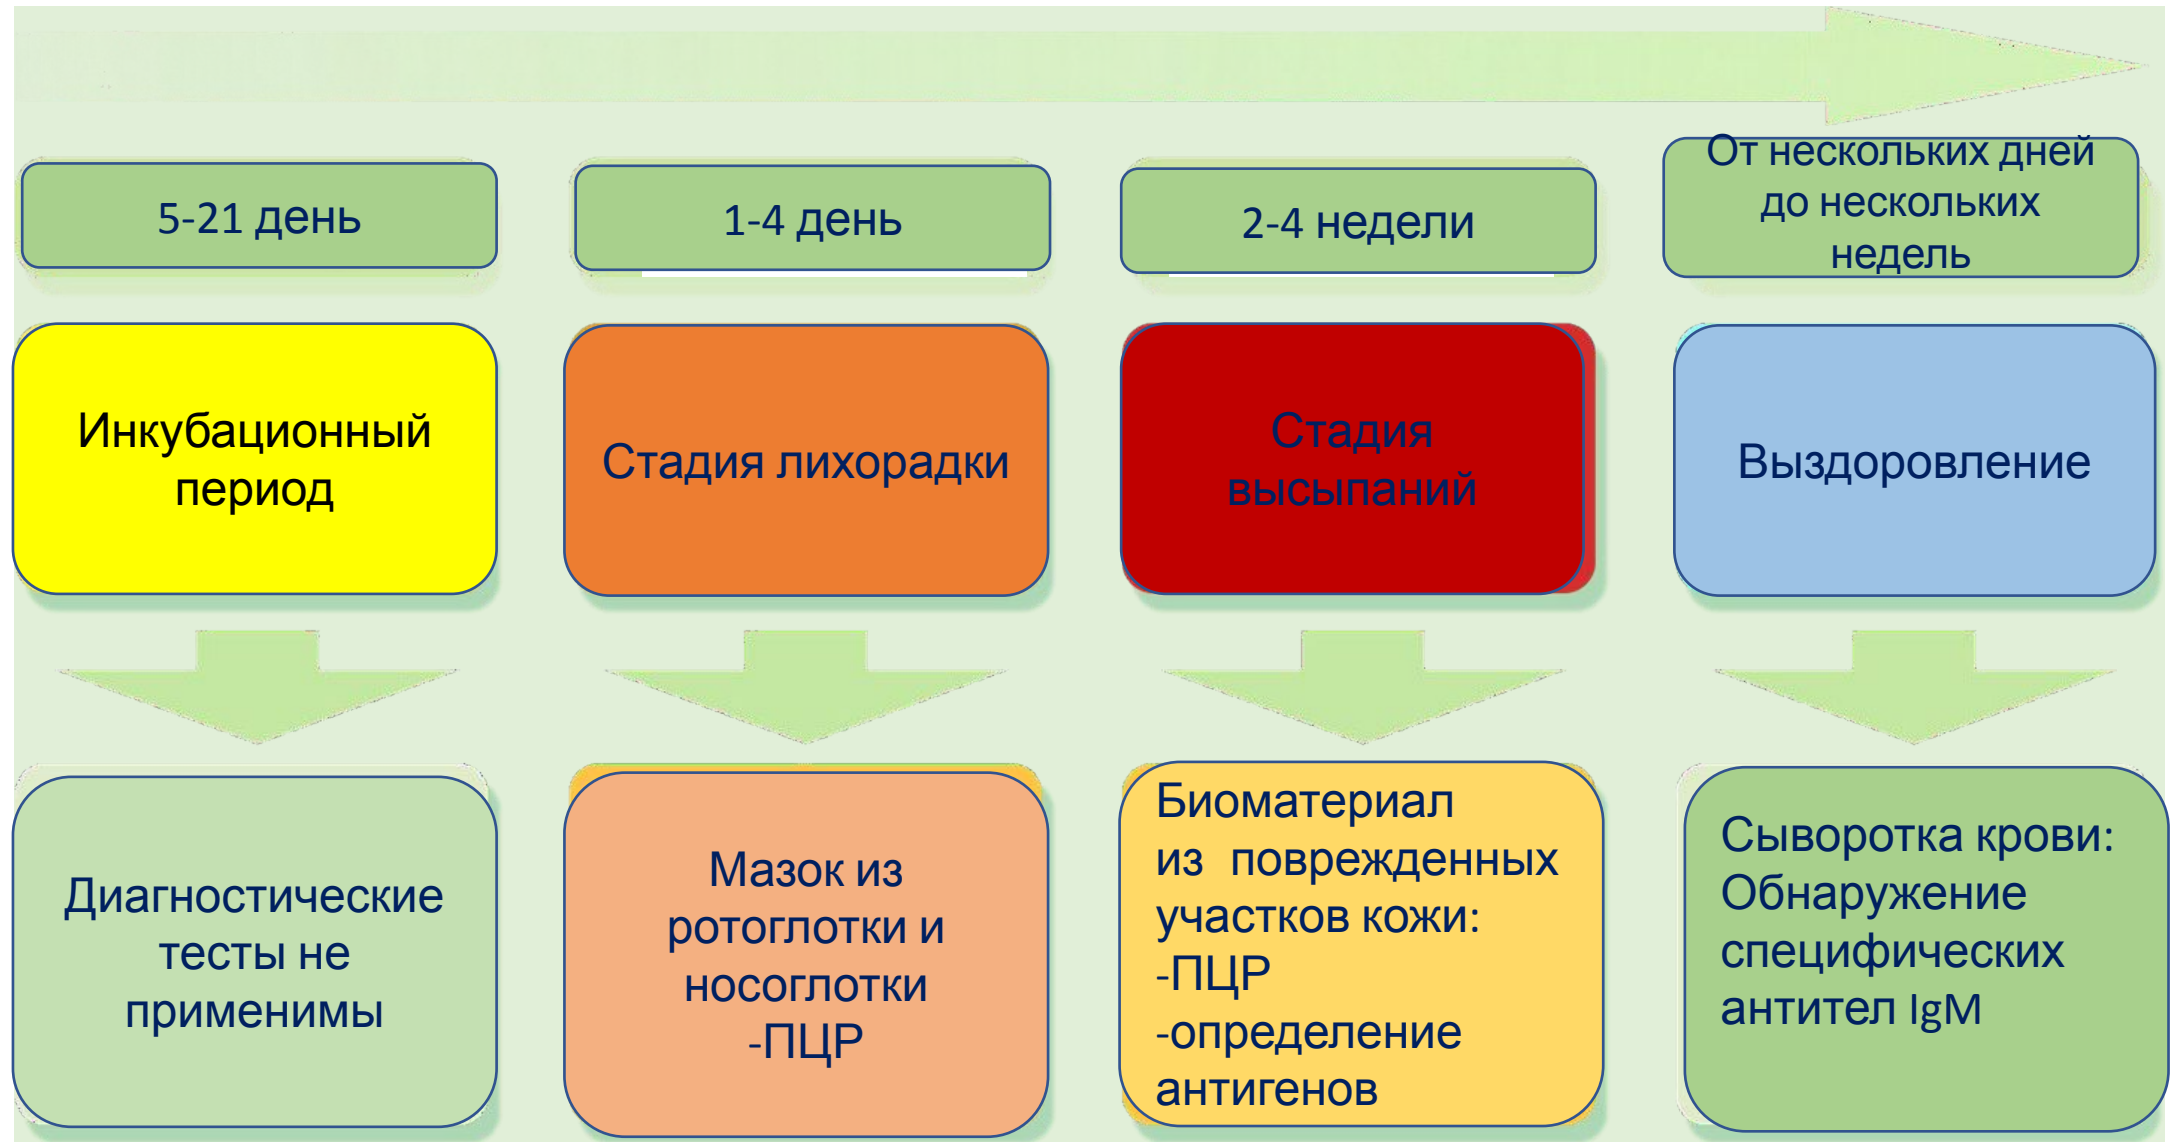 5-21 день
1-4 день
2-4 недели
От нескольких дней
до нескольких
недель
Инкубационный
период
Стадия лихорадки
Стадия
высыпаний
Выздоровление
Диагностические
тесты не
применимы
Мазок из
ротоглотки и
носоглотки
-ПЦР
Биоматериал
из поврежденных
участков кожи:
-ПЦР
-определение
антигенов
Сыворотка крови:
Обнаружение
специфических
антител IgM